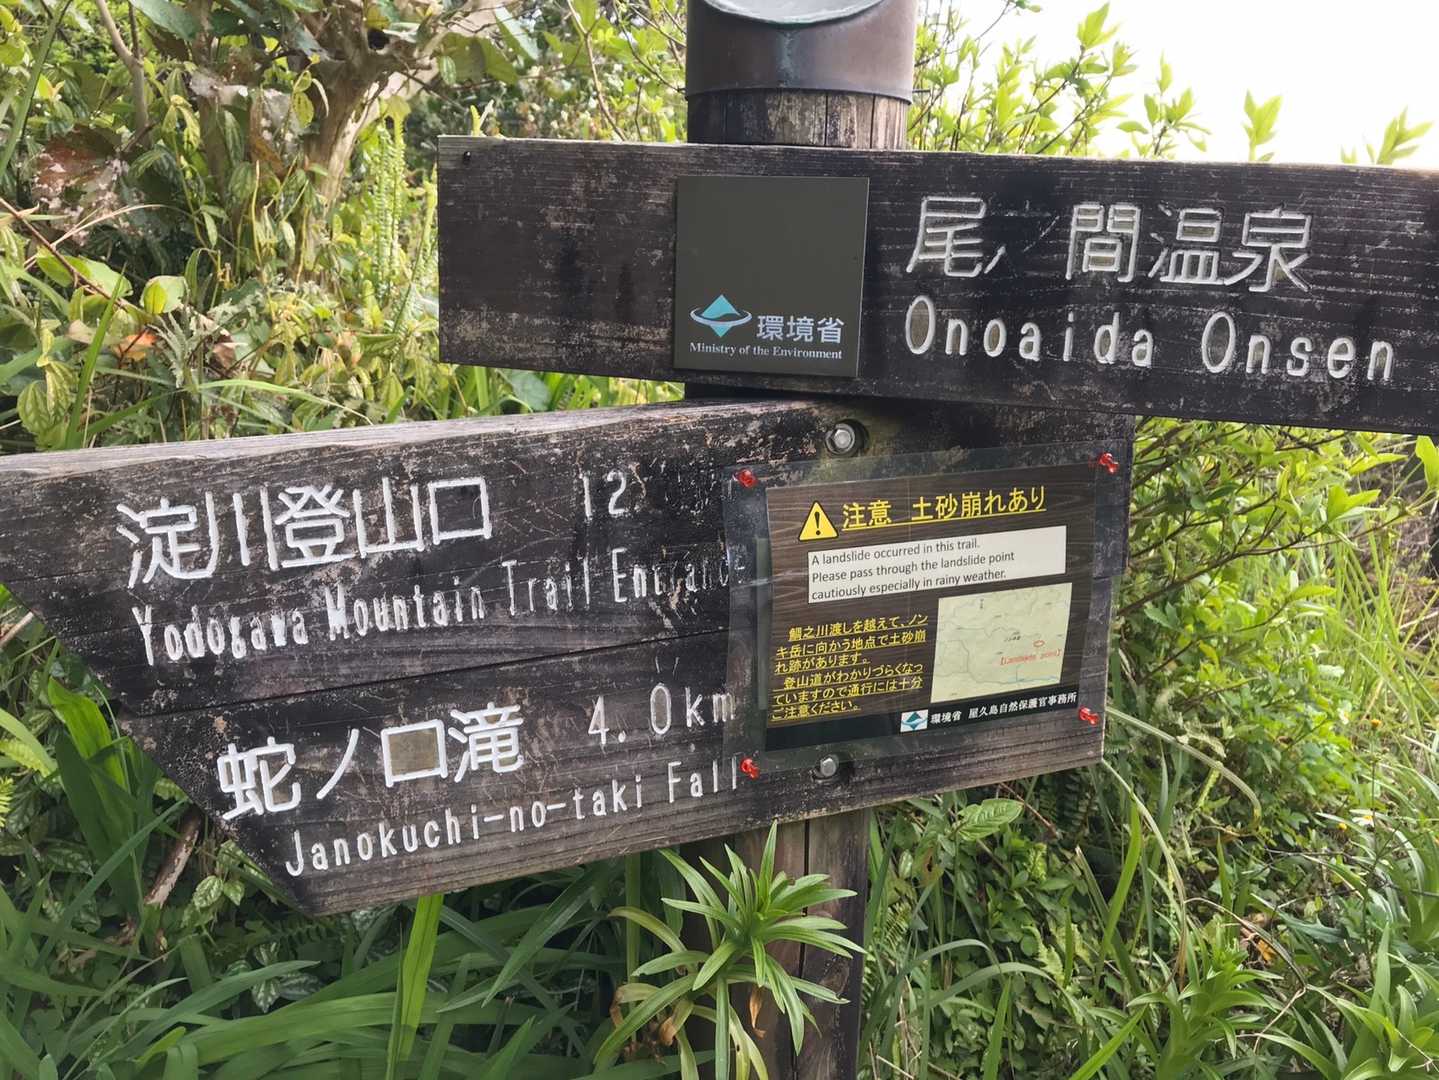 尾ノ間温泉
Onoaida Onsen
環境省
Ministry of the Environment
淀川登山口 12
Yodogawa Mountain Trail Entrance
蛇ノ口滝 4.0km
Janokuchi-no-taki Fall
注意 土砂崩れあり
A landslide occurred in this trail.
Please pass through the landslide point
cautiously especially in rainy weather.
鯛之川渡しを越えて、ノン
キ岳に向かう地点で土砂崩
れ跡があります。
登山道がわかりづらくなっ
ていますので通行には十分
ご注意ください。
【Landslide point】
環境省 屋久島自然保護官事務所